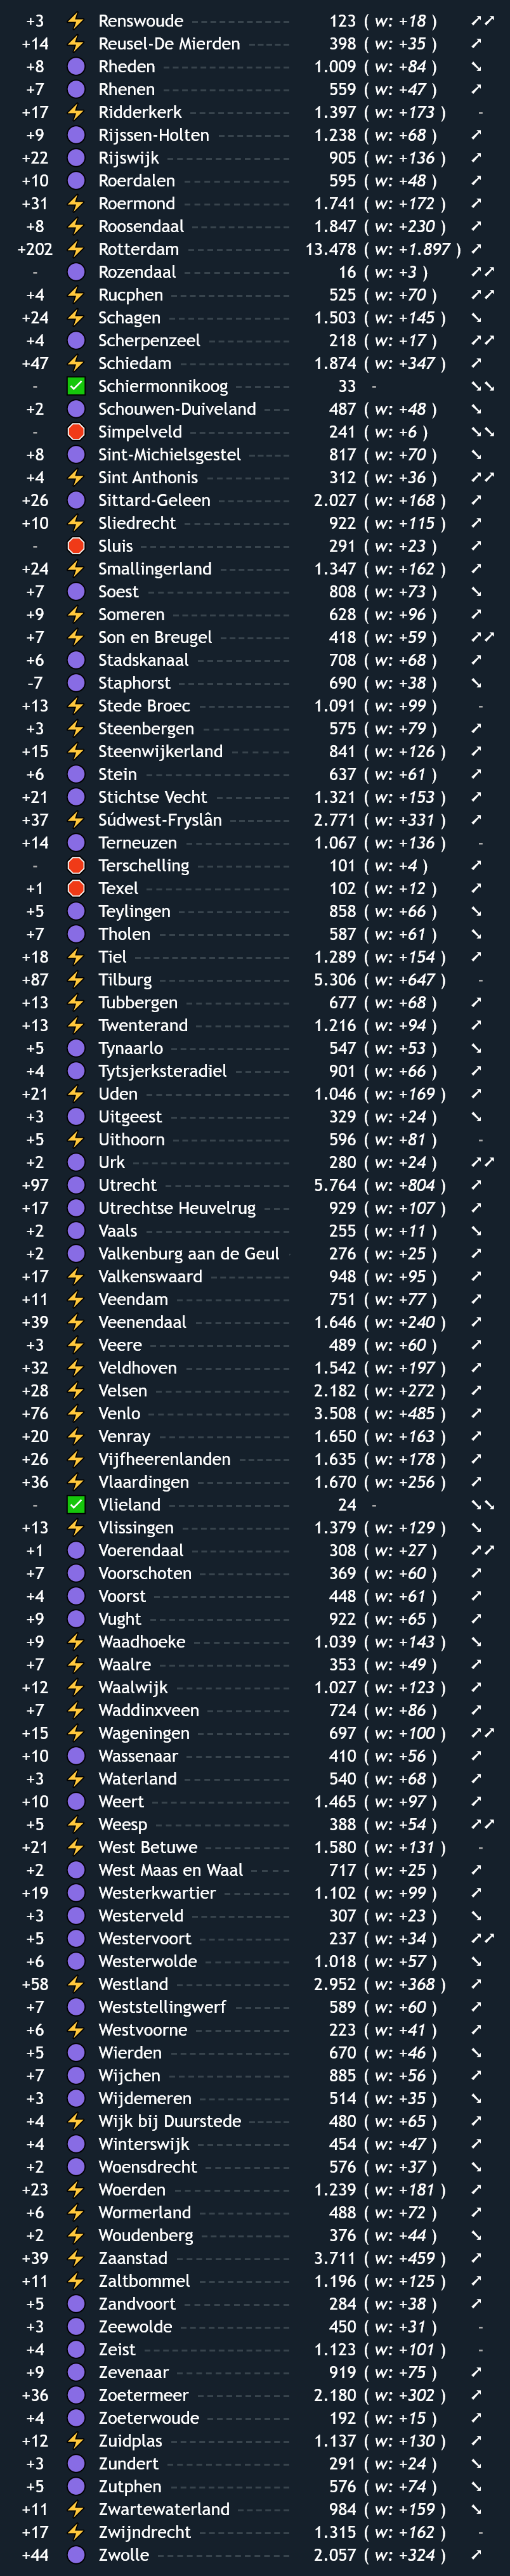 +3 Renswoude 123 ( w: +18 )
+14 Reusel-De Mierden 398 ( w: +35 )
+8 Rheden 1.009 ( w: +84 )
+7 Rhenen 559 ( w: +47 )
+17 Ridderkerk 1.397 ( w: +173 ) -
+9 Rijssen-Holten 1.238 ( w: +68 )
+22 Rijswijk 905 ( w: +136 )
+10 Roerdalen 595 ( w: +48 )
+31 Roermond 1.741 ( w: +172 )
+8 Roosendaal 1.847 ( w: +230 )
+202 Rotterdam 13.478 ( w: +1.897 )
- Rozendaal 16 ( w: +3 )
+4 Rucphen 525 ( w: +70 )
+24 Schagen 1.503 ( w: +145 )
+4 Scherpenzeel 218 ( w: +17 )
+47 Schiedam 1.874 ( w: +347 )
- Schiermonnikoog 33 -
+2 Schouwen-Duiveland 487 ( w: +48 )
- Simpelveld 241 ( w: +6 )
+8 Sint-Michielsgestel 817 ( w: +70 )
+4 Sint Anthonis 312 ( w: +36 )
+26 Sittard-Geleen 2.027 ( w: +168 )
+10 Sliedrecht 922 ( w: +115 )
- Sluis 291 ( w: +23 )
+24 Smallingerland 1.347 ( w: +162 )
+7 Soest 808 ( w: +73 )
+9 Someren 628 ( w: +96 )
+7 Son en Breugel 418 ( w: +59 )
+6 Stadskanaal 708 ( w: +68 )
-7 Staphorst 690 ( w: +38 )
+13 Stede Broec 1.091 ( w: +99 ) -
+3 Steenbergen 575 ( w: +79 )
+15 Steenwijkerland 841 ( w: +126 )
+6 Stein 637 ( w: +61 )
+21 Stichtse Vecht 1.321 ( w: +153 )
+37 Súdwest-Fryslân 2.771 ( w: +331 )
+14 Terneuzen 1.067 ( w: +136 ) -
- Terschelling 101 ( w: +4 )
+1 Texel 102 ( w: +12 )
+5 Teylingen 858 ( w: +66 )
+7 Tholen 587 ( w: +61 )
+18 Tiel 1.289 ( w: +154 )
+87 Tilburg 5.306 ( w: +647 ) -
+13 Tubbergen 677 ( w: +68 )
+13 Twenterand 1.216 ( w: +94 )
+5 Tynaarlo 547 ( w: +53 )
+4 Tytsjerksteradiel 901 ( w: +66 )
+21 Uden 1.046 ( w: +169 )
+3 Uitgeest 329 ( w: +24 )
+5 Uithoorn 596 ( w: +81 ) -
+2 Urk 280 ( w: +24 )
+97 Utrecht 5.764 ( w: +804 )
+17 Utrechtse Heuvelrug 929 ( w: +107 )
+2 Vaals 255 ( w: +11 )
+2 Valkenburg aan de Geul 276 ( w: +25 )
+17 Valkenswaard 948 ( w: +95 )
+11 Veendam 751 ( w: +77 )
+39 Veenendaal 1.646 ( w: +240 )
+3 Veere 489 ( w: +60 )
+32 Veldhoven 1.542 ( w: +197 )
+28 Velsen 2.182 ( w: +272 )
+76 Venlo 3.508 ( w: +485 )
+20 Venray 1.650 ( w: +163 )
+26 Vijfheerenlanden 1.635 ( w: +178 )
+36 Vlaardingen 1.670 ( w: +256 )
- Vlieland 24 -
+13 Vlissingen 1.379 ( w: +129 )
+1 Voerendaal 308 ( w: +27 )
+7 Voorschoten 369 ( w: +60 )
+4 Voorst 448 ( w: +61 )
+9 Vught 922 ( w: +65 )
+9 Waadhoeke 1.039 ( w: +143 )
+7 Waalre 353 ( w: +49 )
+12 Waalwijk 1.027 ( w: +123 )
+7 Waddinxveen 724 ( w: +86 )
+15 Wageningen 697 ( w: +100 )
+10 Wassenaar 410 ( w: +56 )
+3 Waterland 540 ( w: +68 )
+10 Weert 1.465 ( w: +97 )
+5 Weesp 388 ( w: +54 )
+21 West Betuwe 1.580 ( w: +131 ) -
+2 West Maas en Waal 717 ( w: +25 )
+19 Westerkwartier 1.102 ( w: +99 )
+3 Westerveld 307 ( w: +23 )
+5 Westervoort 237 ( w: +34 )
+6 Westerwolde 1.018 ( w: +57 )
+58 Westland 2.952 ( w: +368 )
+7 Weststellingwerf 589 ( w: +60 )
+6 Westvoorne 223 ( w: +41 )
+5 Wierden 670 ( w: +46 )
+7 Wijchen 885 ( w: +56 )
+3 Wijdemeren 514 ( w: +35 )
+4 Wijk bij Duurstede 480 ( w: +65 )
+4 Winterswijk 454 ( w: +47 )
+2 Woensdrecht 576 ( w: +37 )
+23 Woerden 1.239 ( w: +181 )
+6 Wormerland 488 ( w: +72 )
+2 Woudenberg 376 ( w: +44 )
+39 Zaanstad 3.711 ( w: +459 )
+11 Zaltbommel 1.196 ( w: +125 )
+5 Zandvoort 284 ( w: +38 )
+3 Zeewolde 450 ( w: +31 ) -
+4 Zeist 1.123 ( w: +101 ) -
+9 Zevenaar 919 ( w: +75 )
+36 Zoetermeer 2.180 ( w: +302 )
+4 Zoeterwoude 192 ( w: +15 )
+12 Zuidplas 1.137 ( w: +130 )
+3 Zundert 291 ( w: +24 )
+5 Zutphen 576 ( w: +74 )
+11 Zwartewaterland 984 ( w: +159 )
+17 Zwijndrecht 1.315 ( w: +162 ) -
+44 Zwolle 2.057 ( w: +324 )